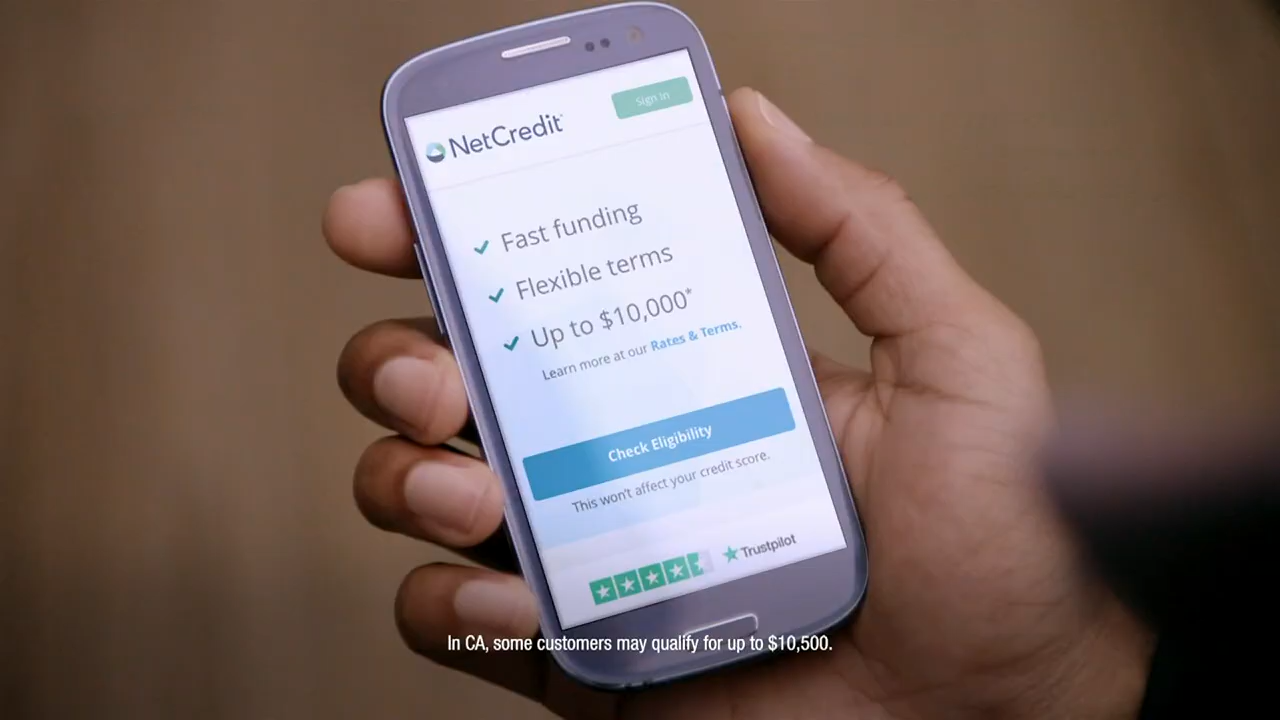 Sign In
NetCredit
Fast funding
Flexible terms
Up to $10,000*
Learn more at our Rates & Terms.
Check Eligibility
This won't affect your credit score.
Trustpilot
In CA, some customers may qualify for up to $10,500.